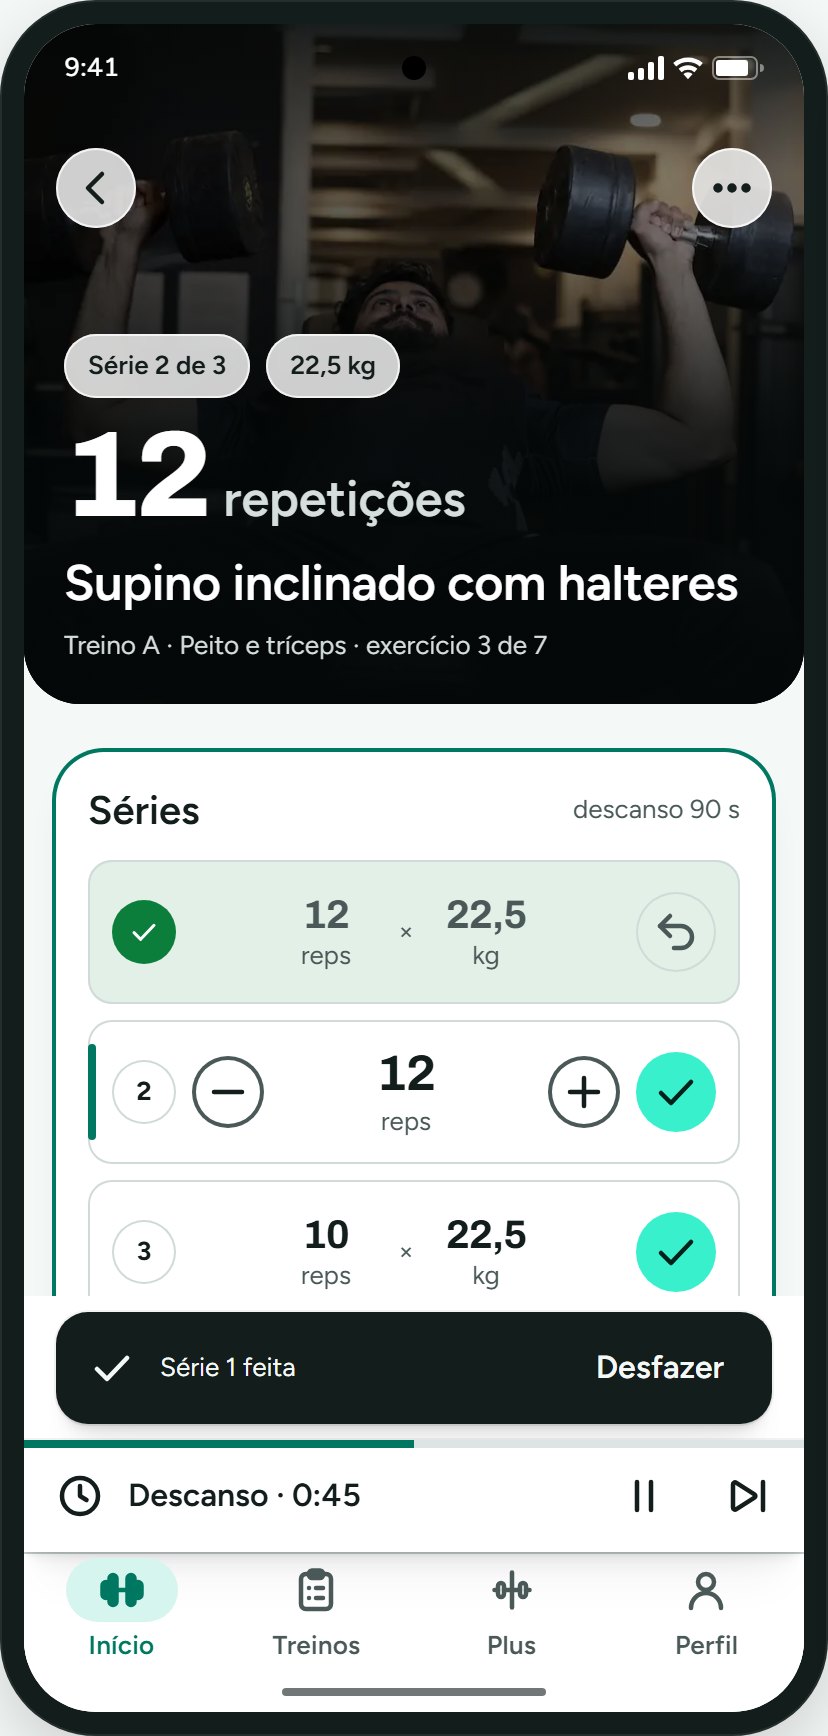 9:41
Série 2 de 3
22,5 kg
12 repetições
Supino inclinado com halteres
Treino A · Peito e tríceps · exercício 3 de 7
Séries
descanso 90 s
12 × 22,5
reps kg
2
12
reps
3
10 × 22,5
reps kg
Série 1 feita
Desfazer
Descanso · 0:45
Início
Treinos
Plus
Perfil